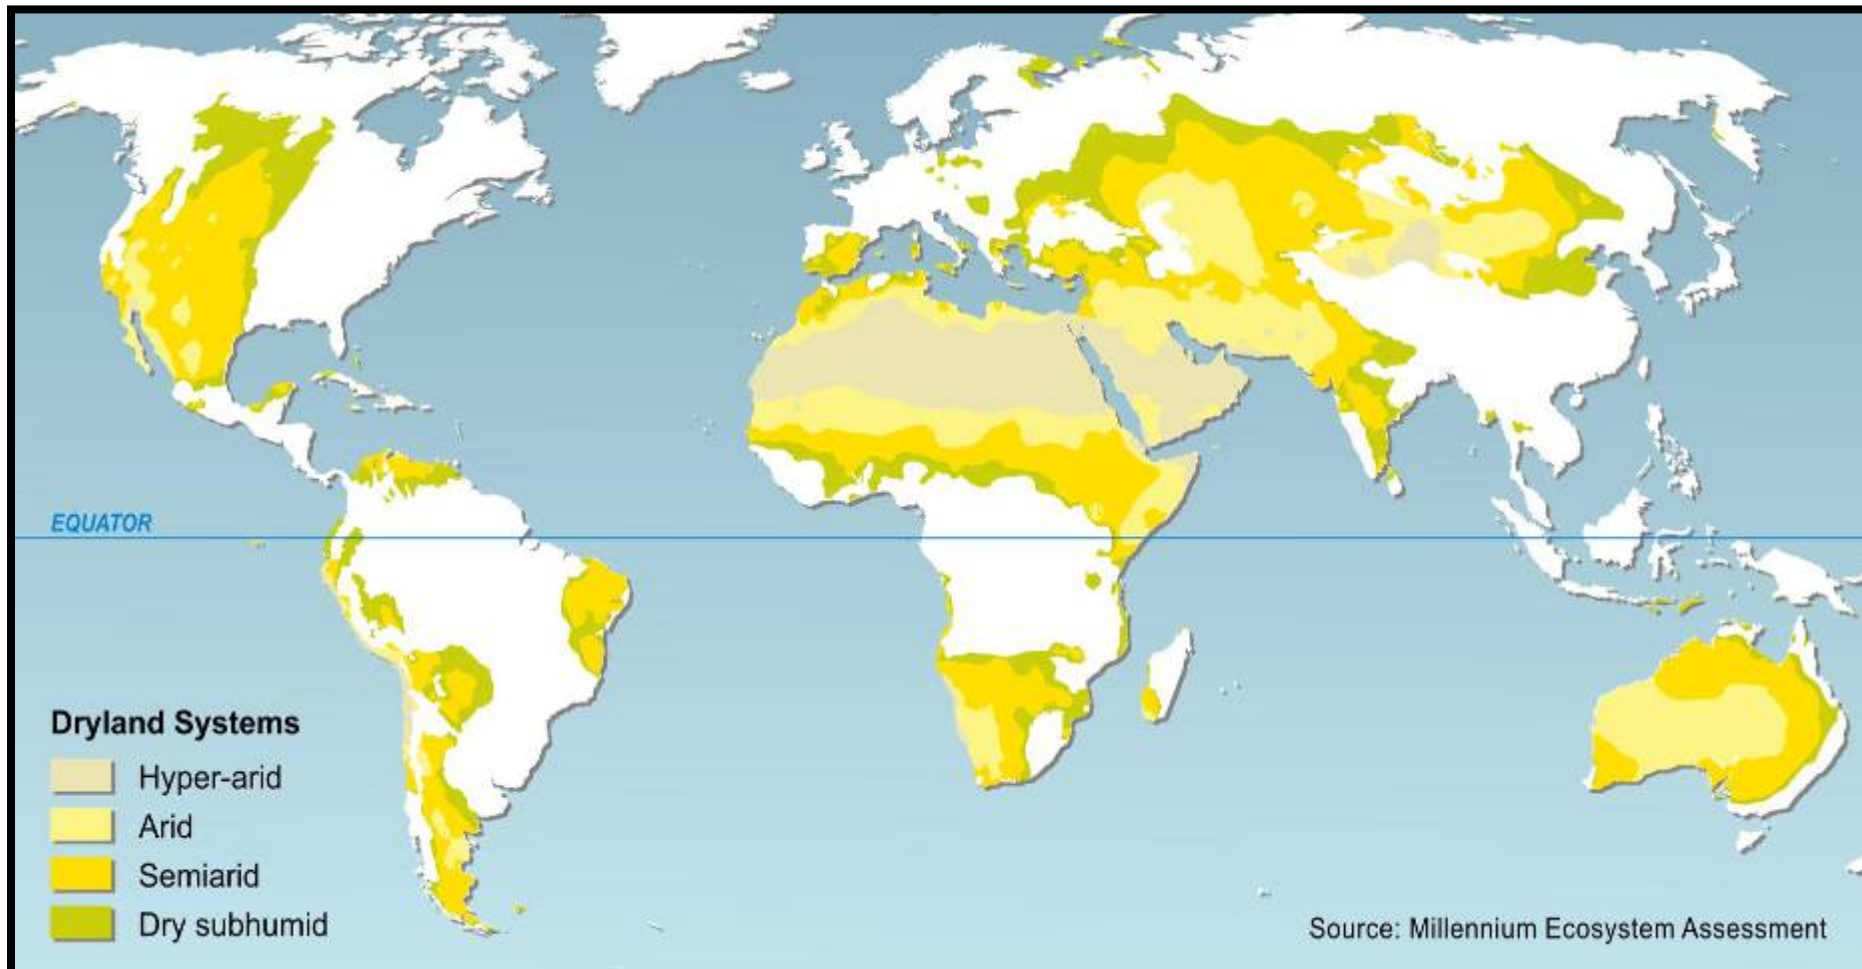 EQUATOR
Dryland Systems
Hyper-arid
Arid
Semiarid
Dry subhumid
Source: Millennium Ecosystem Assessment